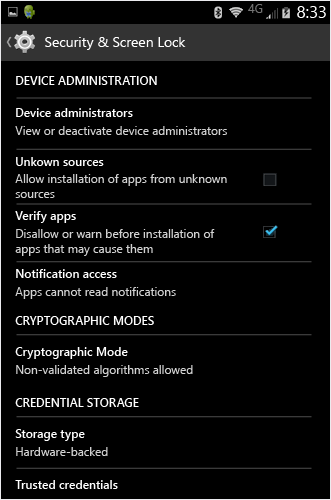 4G 8:33
Security & Screen Lock
DEVICE ADMINISTRATION
Device administrators
View or deactivate device administrators
Unkown sources
Allow installation of apps from unknown
sources
Verify apps
Disallow or warn before installation of
apps that may cause them
Notification access
Apps cannot read notifications
CRYPTOGRAPHIC MODES
Cryptographic Mode
Non-validated algorithms allowed
CREDENTIAL STORAGE
Storage type
Hardware-backed
Trusted credentials